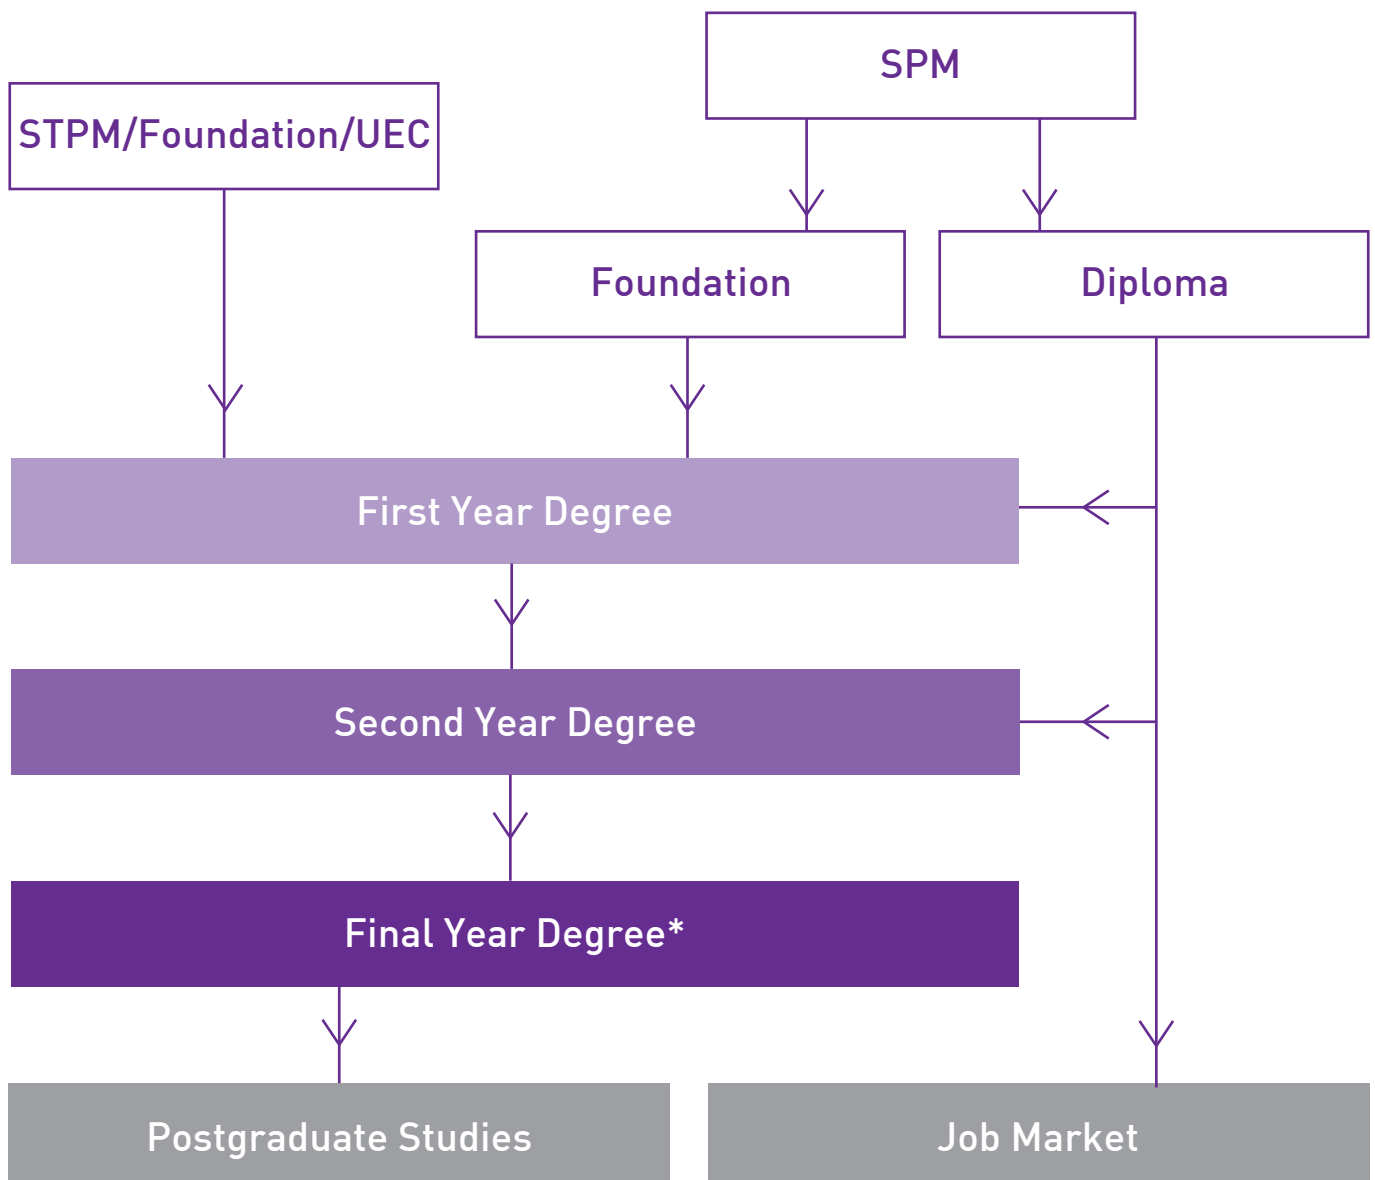 SPM
STPM/Foundation/UEC
Foundation
Diploma
First Year Degree
Second Year Degree
Final Year Degree*
Postgraduate Studies
Job Market